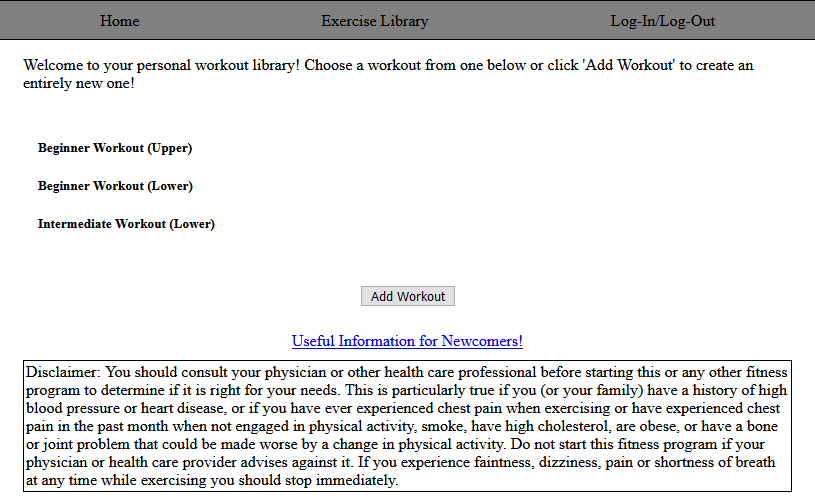 Home Exercise Library Log-In/Log-Out
Welcome to your personal workout library! Choose a workout from one below or click 'Add Workout' to create an
entirely new one!
Beginner Workout (Upper)
Beginner Workout (Lower)
Intermediate Workout (Lower)
Add Workout
Useful Information for Newcomers!
Disclaimer: You should consult your physician or other health care professional before starting this or any other fitness
program to determine if it is right for your needs. This is particularly true if you (or your family) have a history of high
blood pressure or heart disease, or if you have ever experienced chest pain when exercising or have experienced chest
pain in the past month when not engaged in physical activity, smoke, have high cholesterol, are obese, or have a bone
or joint problem that could be made worse by a change in physical activity. Do not start this fitness program if your
physician or health care provider advises against it. If you experience faintness, dizziness, pain or shortness of breath
at any time while exercising you should stop immediately.